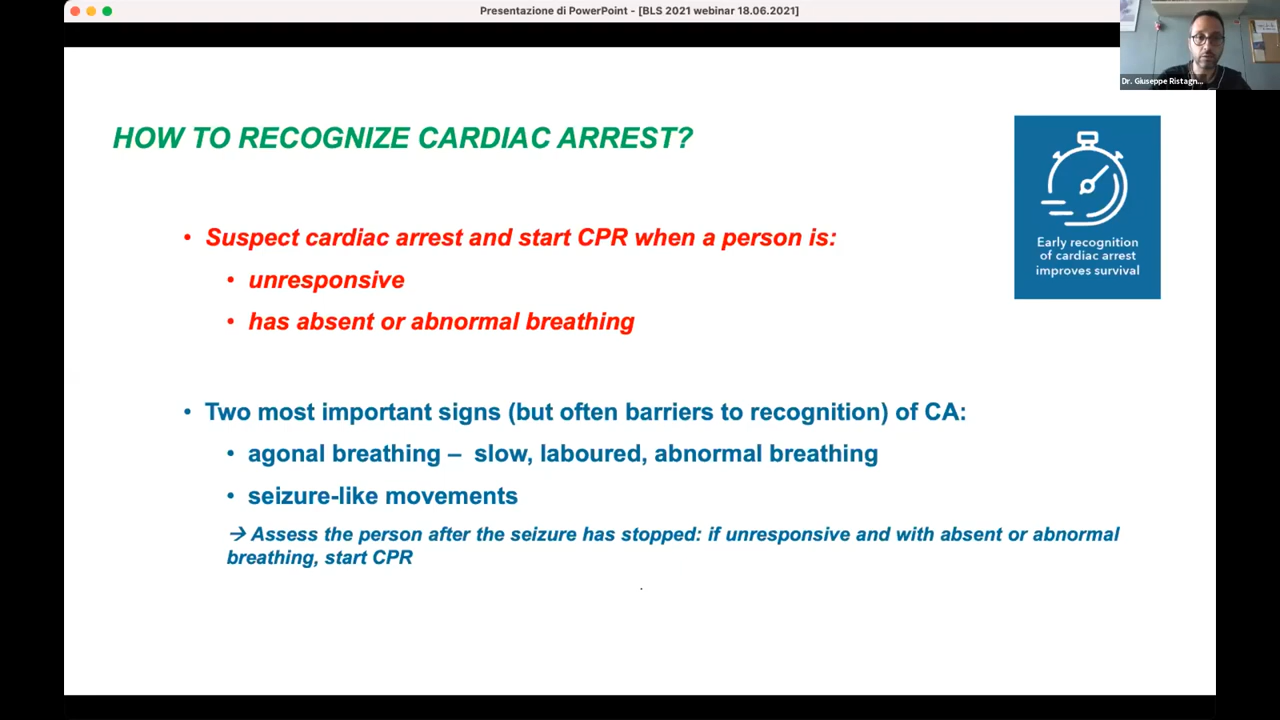 Presentazione di PowerPoint - [BLS 2021 webinar 18.06.2021]
Dr. Giuseppe Ristagn...
HOW TO RECOGNIZE CARDIAC ARREST?
• Suspect cardiac arrest and start CPR when a person is:
• unresponsive
• has absent or abnormal breathing
Early recognition
of cardiac arrest
improves survival
• Two most important signs (but often barriers to recognition) of CA:
• agonal breathing – slow, laboured, abnormal breathing
• seizure-like movements
→ Assess the person after the seizure has stopped: if unresponsive and with absent or abnormal
breathing, start CPR
.